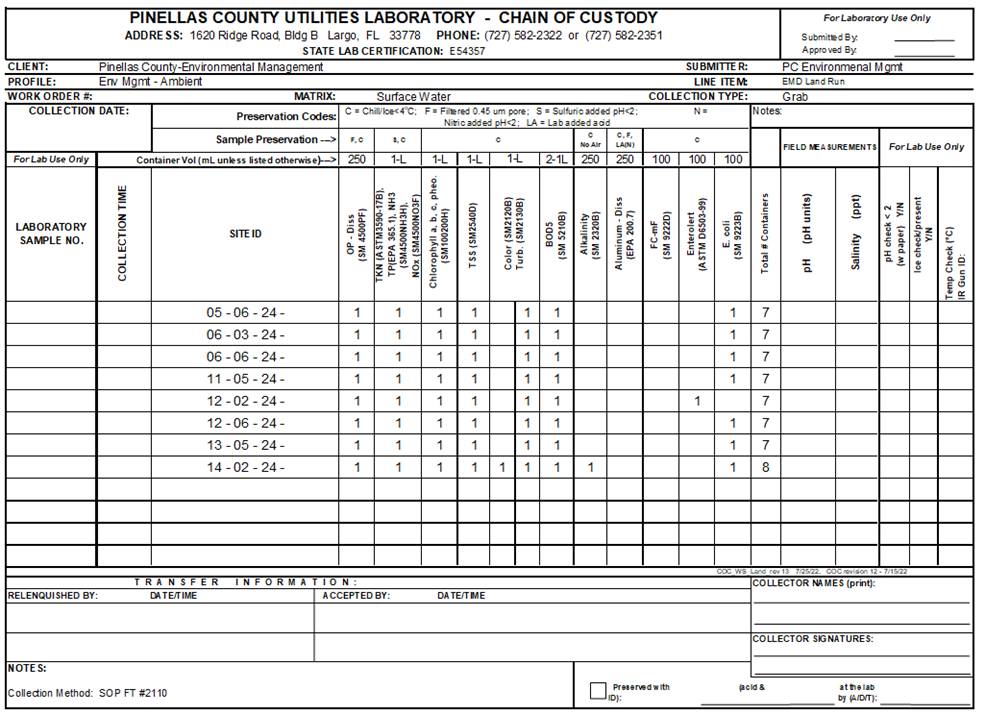 PINELLAS COUNTY UTILITIES LABORATORY - CHAIN OF CUSTODY
ADDRESS: 1620 Ridge Road, Bldg B Largo, FL 33778 PHONE: (727) 582-2322 or (727) 582-2351
STATE LAB CERTIFICATION: E54357
For Laboratory Use Only
Submitted By:
Approved By:
CLIENT: Pinellas County-Environmental Management SUBMITTER: PC Environmenal Mgmt
PROFILE: Env Mgmt - Ambient LINE ITEM: EMD Land Run
WORK ORDER #: MATRIX: Surface Water COLLECTION TYPE: Grab
COLLECTION DATE:
Preservation Codes: C = Chill/Ice<4°C; F = Filtered 0.45 um pore; S = Sulfuric added pH<2; N =
Nitric added pH<2; LA = Lab added acid
Notes:
Sample Preservation ---> F, C S, C C C No Air C, F, LA(N) C
FIELD MEASUREMENTS For Lab Use Only
For Lab Use Only Container Vol (mL unless listed otherwise)---> 250 1-L 1-L 1-L 1-L 2-1L 250 250 100 100 100
LABORATORY
SAMPLE NO.
COLLECTION TIME
SITE ID
OP - Diss
(SM 4500PF)
TKN (ASTM3590-17B),
TP(EPA 365.1), NH3
(SM4500NH3H),
NOx (SM4500NO3F)
Chlorophyll a, b, c, pheo.
(SM100200H)
TSS (SM2540D)
Color (SM2120B)
Turb. (SM2130B)
BOD5
(SM 5210B)
Alkalinity
(SM 2320B)
Aluminum - Diss
(EPA 200.7)
FC-mF
(SM 9222D)
Enterolert
(ASTM D6503-99)
E. coli
(SM 9223B)
Total # Containers
pH (pH units)
Salinity (ppt)
pH check < 2
(w paper) Y/N
Ice check/present
Y/N
Temp Check (°C)
IR Gun ID:
05 - 06 - 24 - 1 1 1 1 1 1 1 7
06 - 03 - 24 - 1 1 1 1 1 1 1 7
06 - 06 - 24 - 1 1 1 1 1 1 1 7
11 - 05 - 24 - 1 1 1 1 1 1 1 7
12 - 02 - 24 - 1 1 1 1 1 1 1 7
12 - 06 - 24 - 1 1 1 1 1 1 1 7
13 - 05 - 24 - 1 1 1 1 1 1 1 7
14 - 02 - 24 - 1 1 1 1 1 1 1 1 1 8
COC_WS_Land_rev 13 7/25/22, COC revision 12 - 7/15/22
TRANSFER INFORMATION:
COLLECTOR NAMES (print):
RELENQUISHED BY: DATE/TIME ACCEPTED BY: DATE/TIME
COLLECTOR SIGNATURES:
NOTES:
Collection Method: SOP FT #2110
Preserved with (acid & at the lab
ID): by (A/D/T):